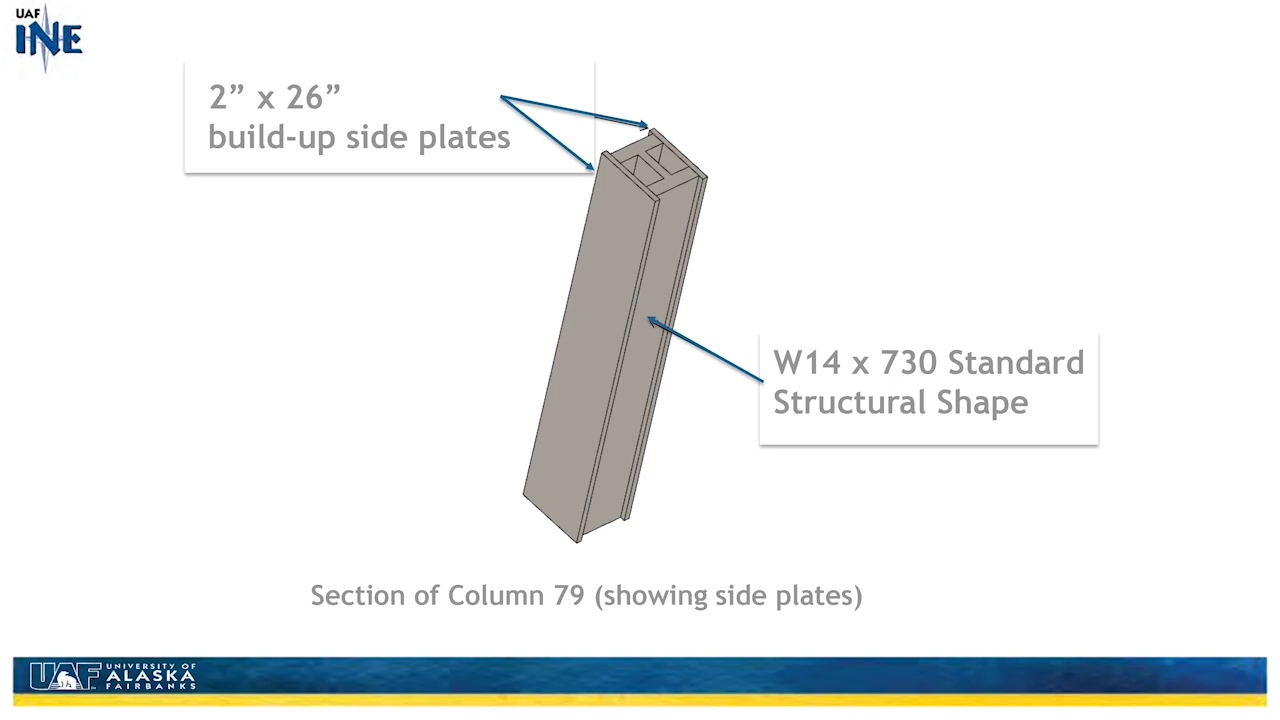 UAF
INE
2” x 26”
build-up side plates
W14 x 730 Standard
Structural Shape
Section of Column 79 (showing side plates)
UAF
UNIVERSITY OF
ALASKA
FAIRBANKS